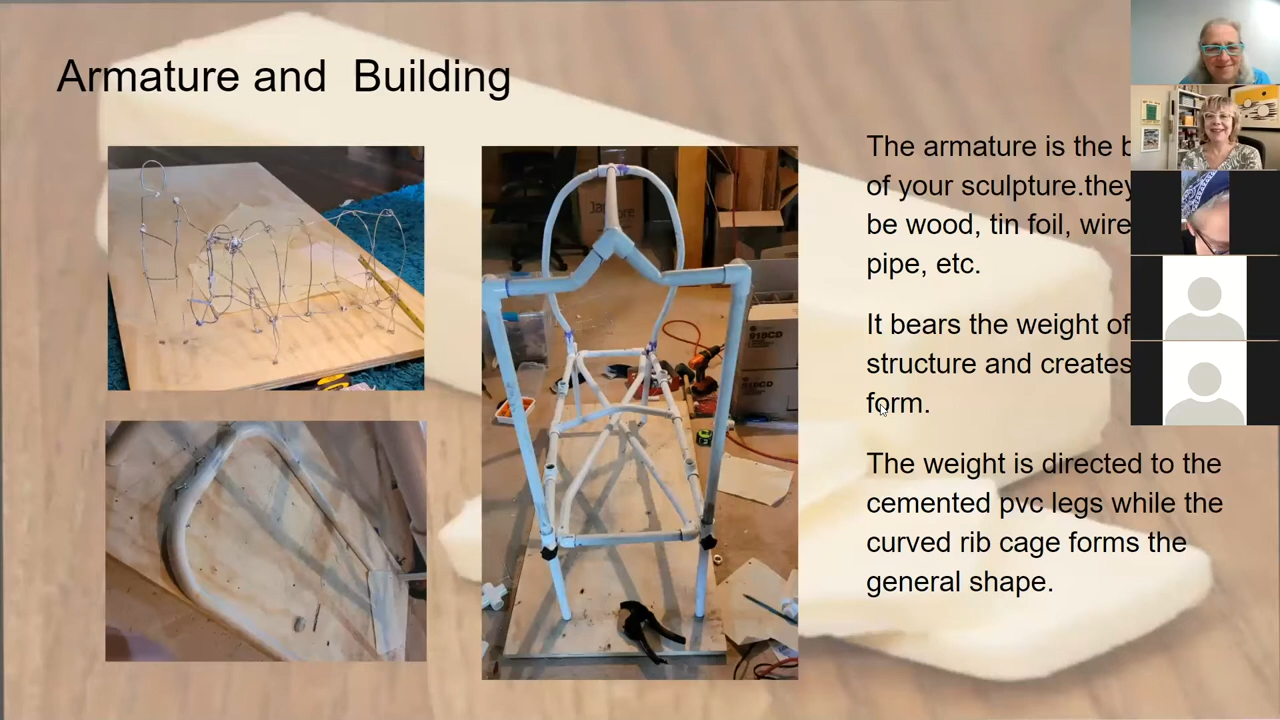 Armature and  Building
The armature is the
of your sculpture.they
be wood, tin foil, wire
pipe, etc.
It bears the weight of
structure and creates
form.
The weight is directed to the
cemented pvc legs while the
curved rib cage forms the
general shape.
918CD
918CD